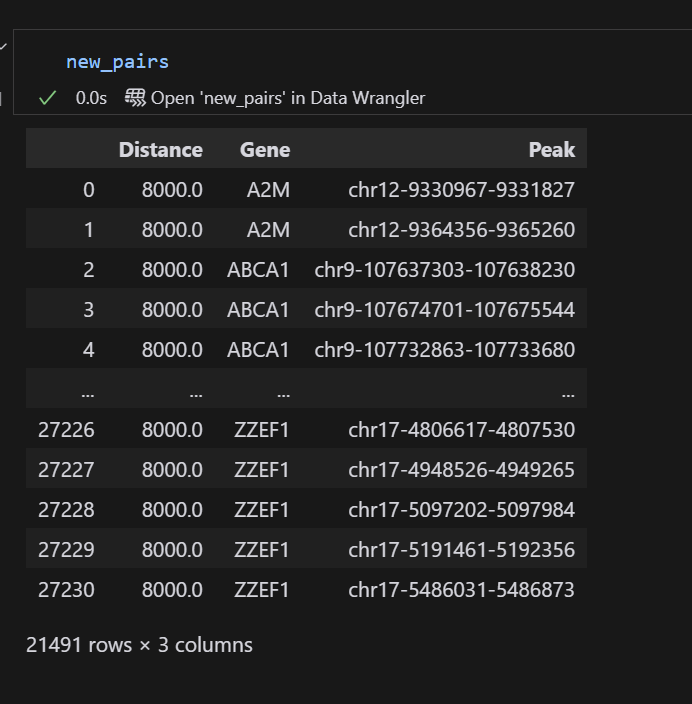 new_pairs
0.0s Open 'new_pairs' in Data Wrangler
Distance Gene Peak
0 8000.0 A2M chr12-9330967-9331827
1 8000.0 A2M chr12-9364356-9365260
2 8000.0 ABCA1 chr9-107637303-107638230
3 8000.0 ABCA1 chr9-107674701-107675544
4 8000.0 ABCA1 chr9-107732863-107733680
... ... ... ...
27226 8000.0 ZZEF1 chr17-4806617-4807530
27227 8000.0 ZZEF1 chr17-4948526-4949265
27228 8000.0 ZZEF1 chr17-5097202-5097984
27229 8000.0 ZZEF1 chr17-5191461-5192356
27230 8000.0 ZZEF1 chr17-5486031-5486873
21491 rows × 3 columns